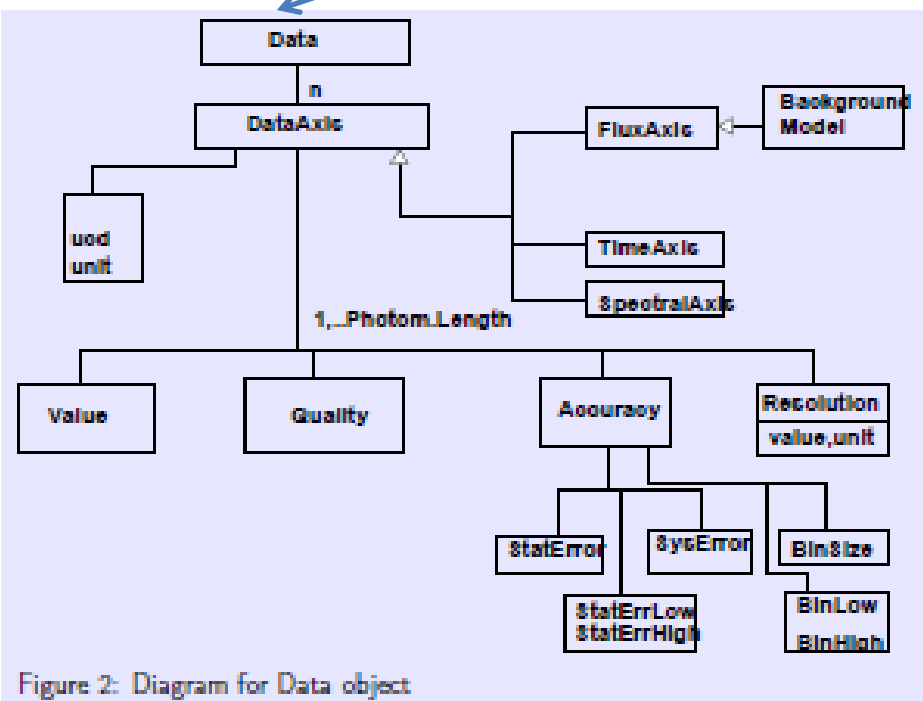 Data
n
DataAxis
FluxAxis
Background
Model
ucd
unit
TimeAxis
SpectralAxis
1,..Photom.Length
Value
Quality
Accuracy
Resolution
value,unit
StatError
SysError
BinSize
StatErrLow
StatErrHigh
BinLow
BinHigh
Figure 2: Diagram for Data object